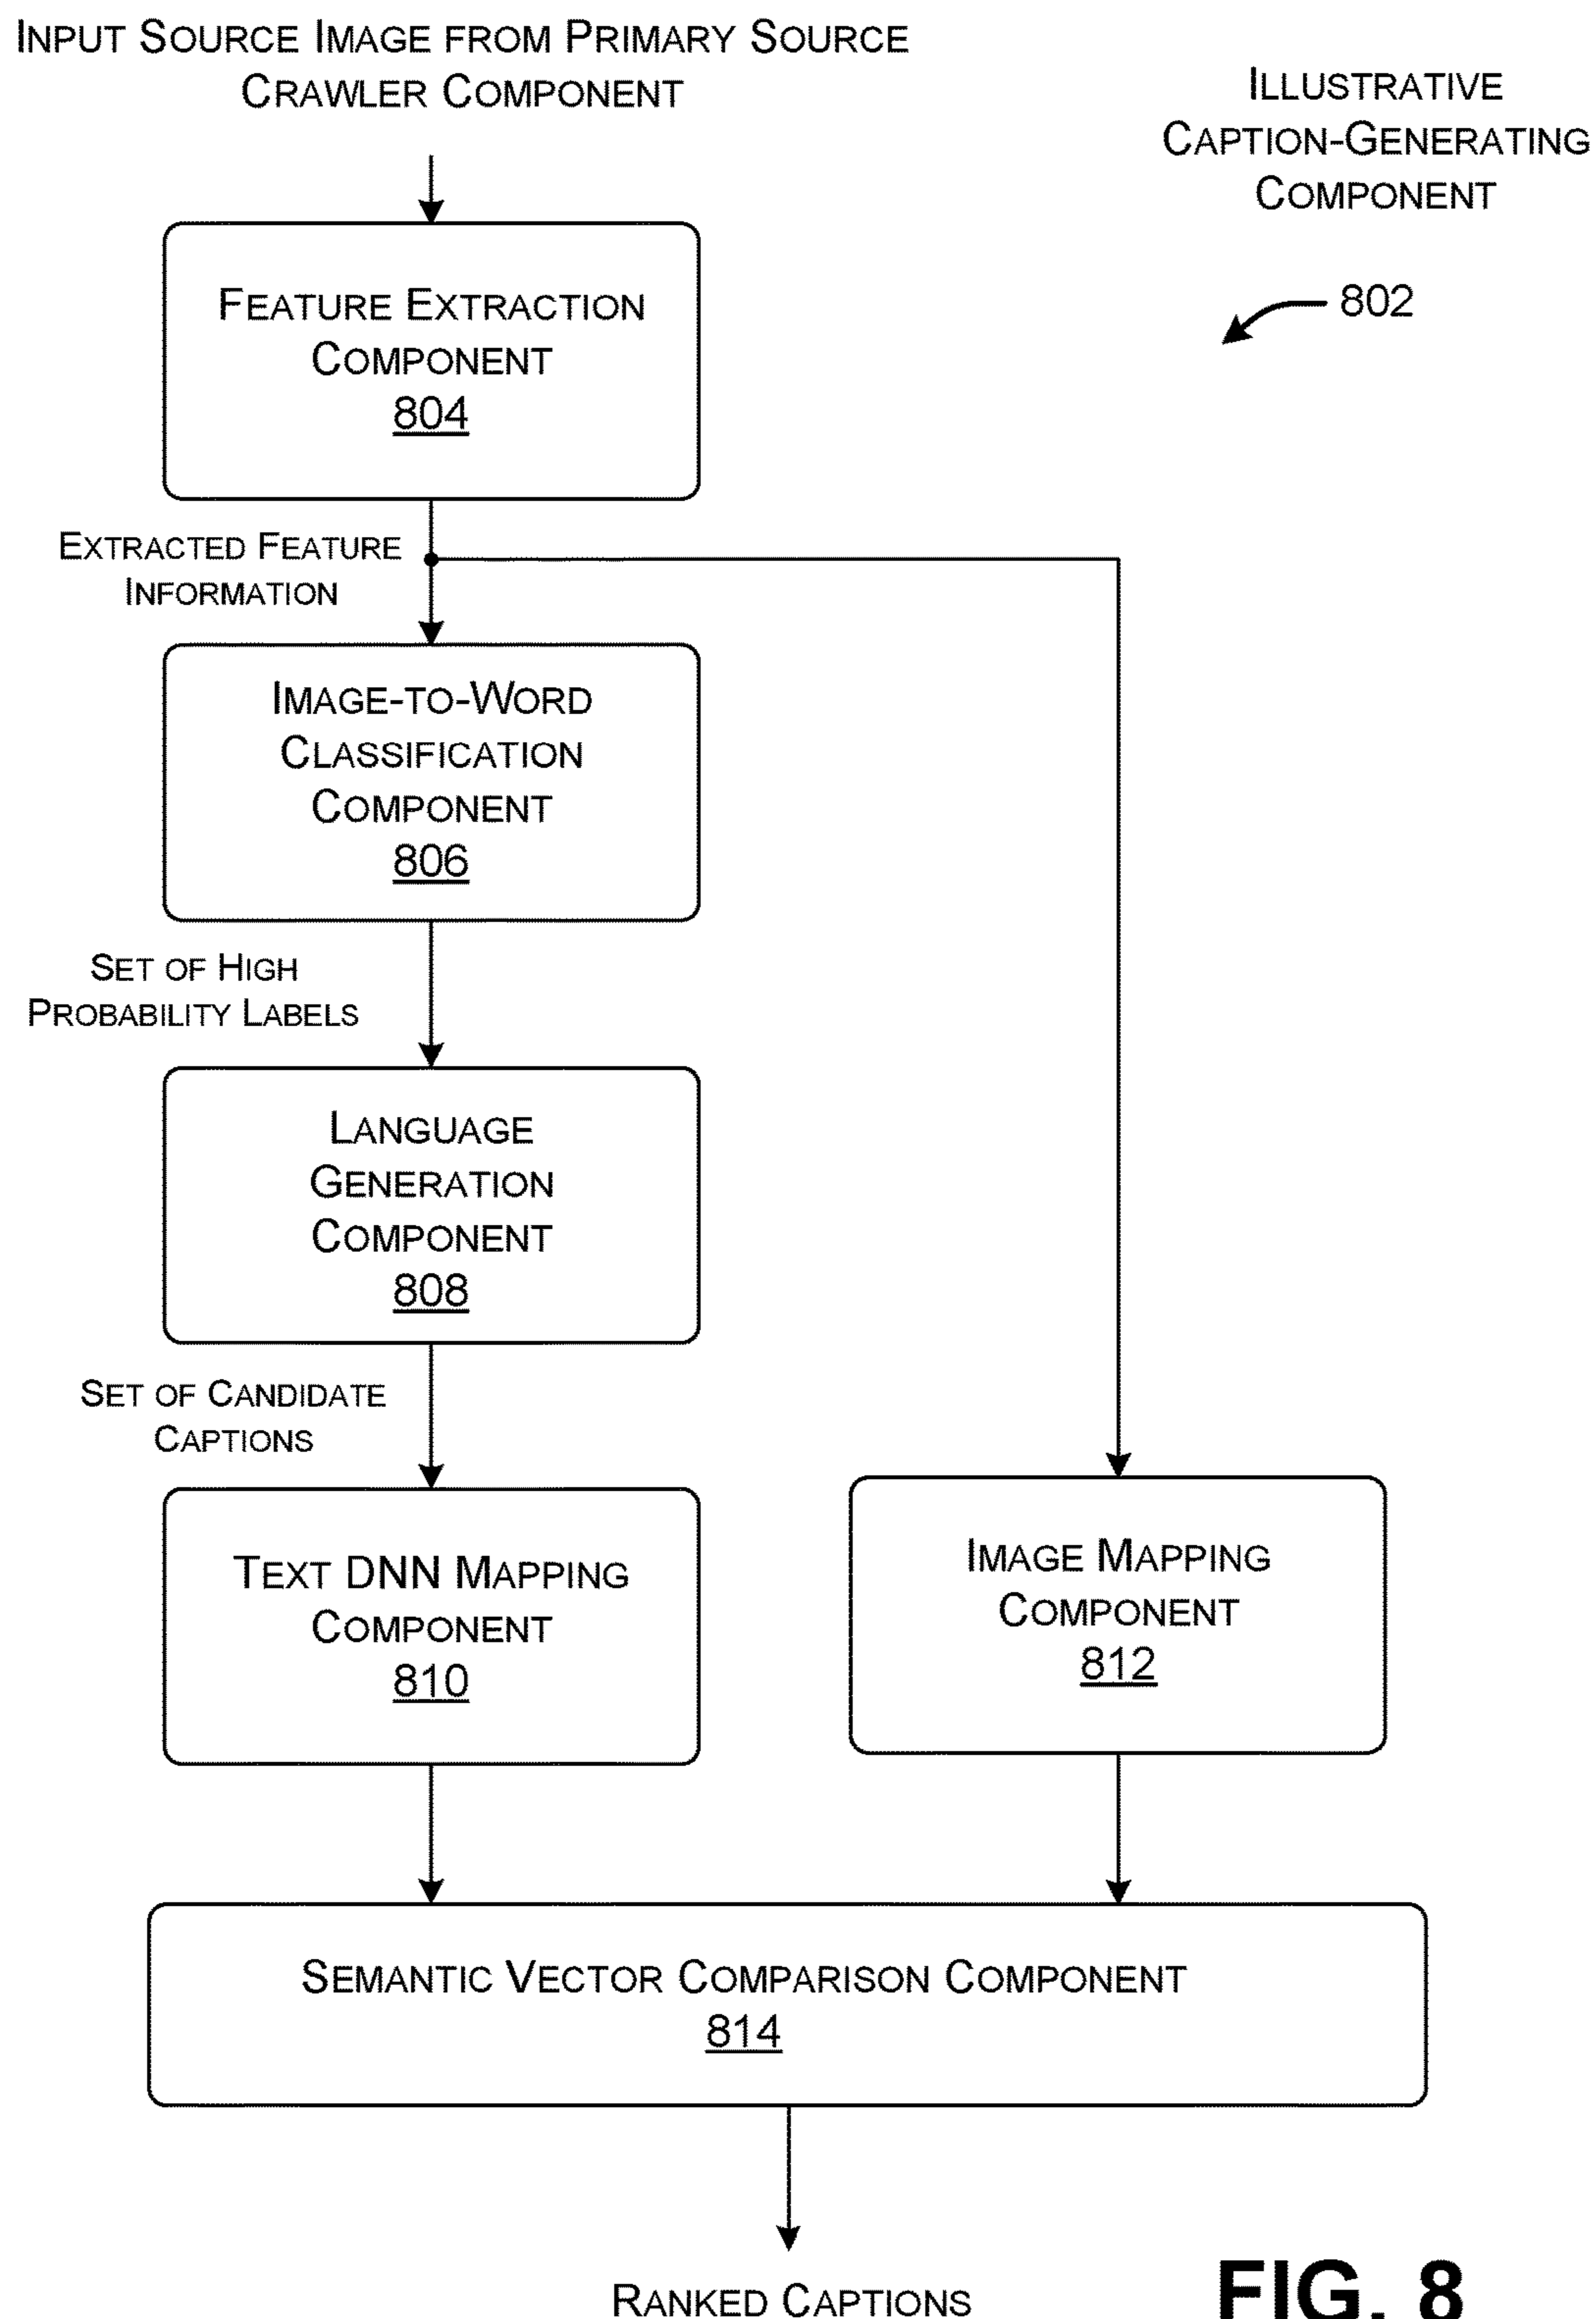 INPUT SOURCE IMAGE FROM PRIMARY SOURCE
CRAWLER COMPONENT
ILLUSTRATIVE
CAPTION-GENERATING
COMPONENT
802
FEATURE EXTRACTION
COMPONENT
804
EXTRACTED FEATURE
INFORMATION
IMAGE-TO-WORD
CLASSIFICATION
COMPONENT
806
SET OF HIGH
PROBABILITY LABELS
LANGUAGE
GENERATION
COMPONENT
808
SET OF CANDIDATE
CAPTIONS
TEXT DNN MAPPING
COMPONENT
810
IMAGE MAPPING
COMPONENT
812
SEMANTIC VECTOR COMPARISON COMPONENT
814
RANKED CAPTIONS
FIG. 8